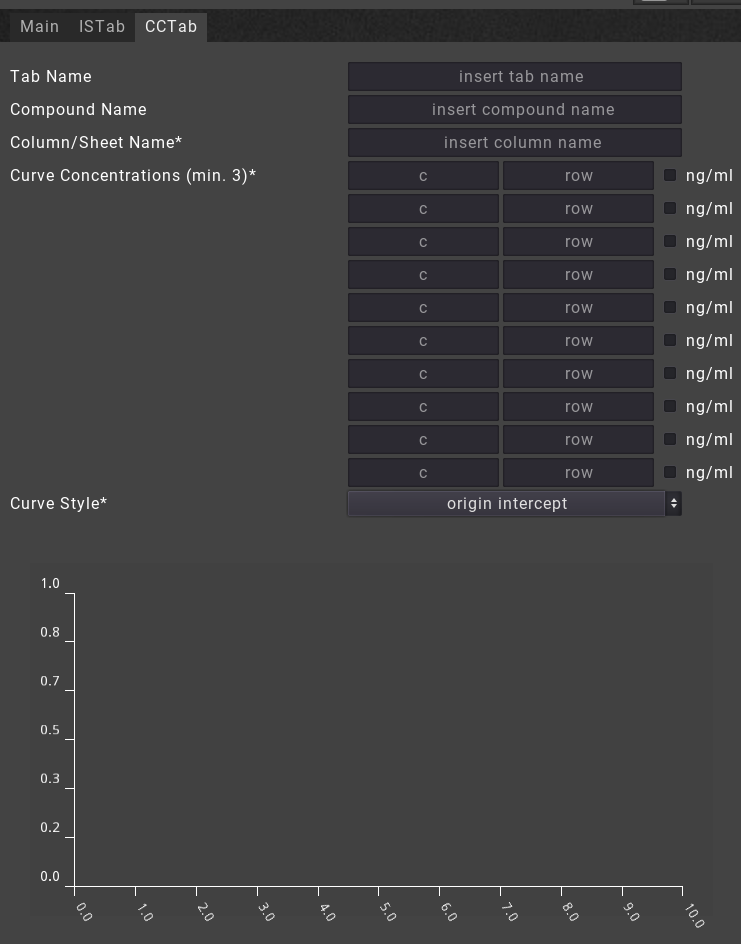 Main ISTab CCTab
Tab Name insert tab name
Compound Name insert compound name
Column/Sheet Name* insert column name
Curve Concentrations (min. 3)* c row ng/ml
c row ng/ml
c row ng/ml
c row ng/ml
c row ng/ml
c row ng/ml
c row ng/ml
c row ng/ml
c row ng/ml
c row ng/ml
Curve Style* origin intercept
1.0
0.8
0.7
0.5
0.3
0.2
0.0
0.0 1.0 2.0 3.0 4.0 5.0 6.0 7.0 8.0 9.0 10.0